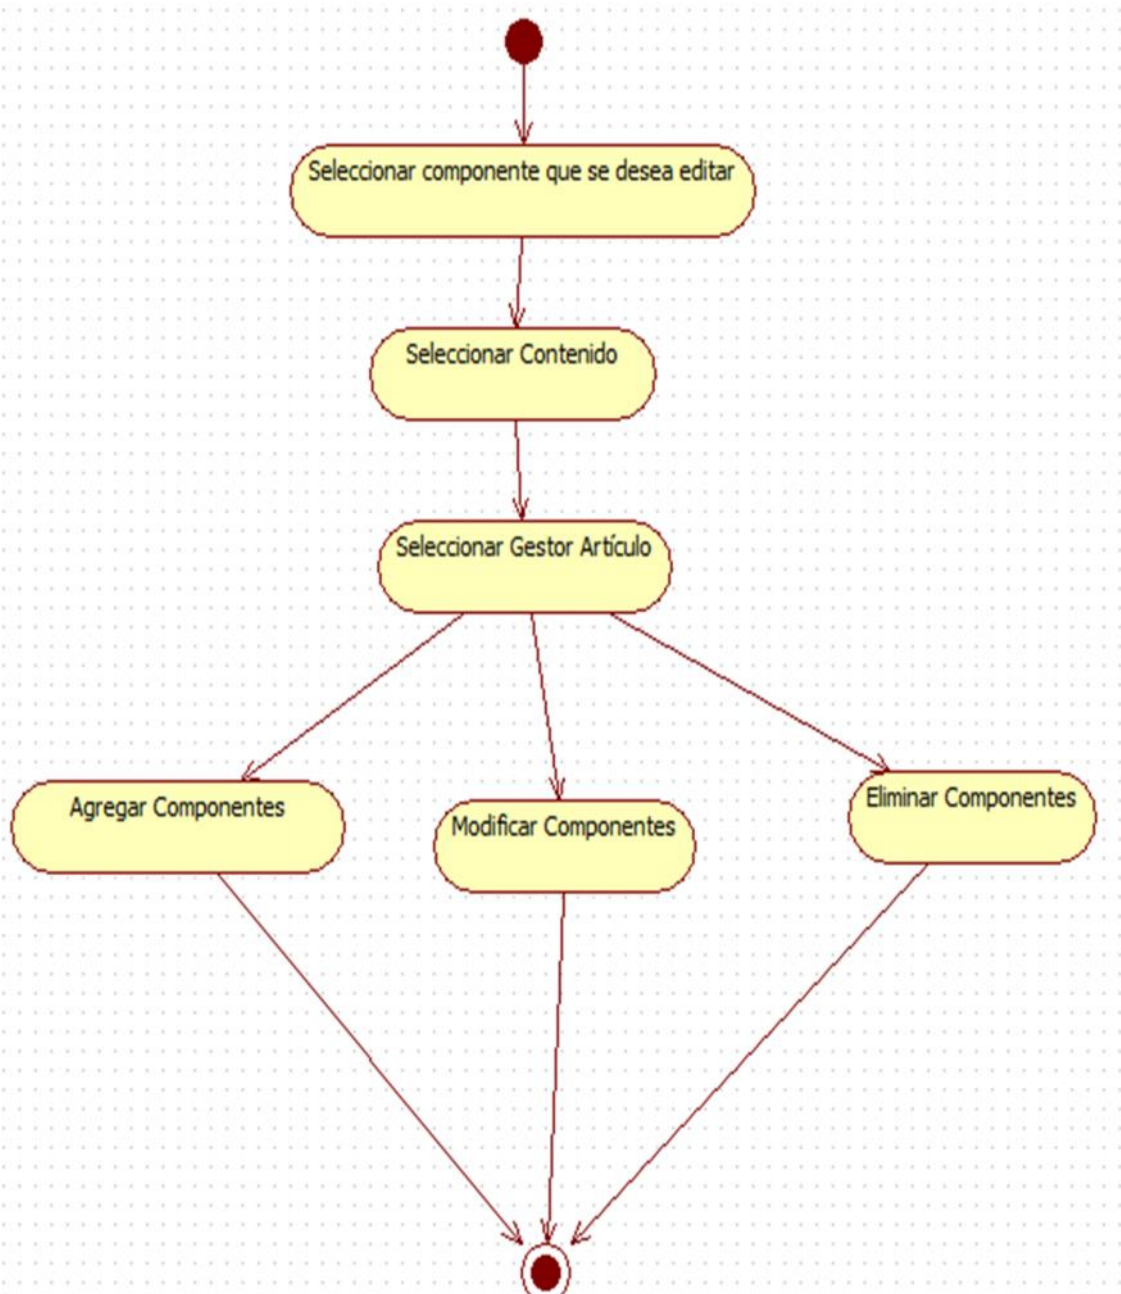 Seleccionar componente que se desea editar
Seleccionar Contenido
Seleccionar Gestor Artículo
Agregar Componentes
Modificar Componentes
Eliminar Componentes